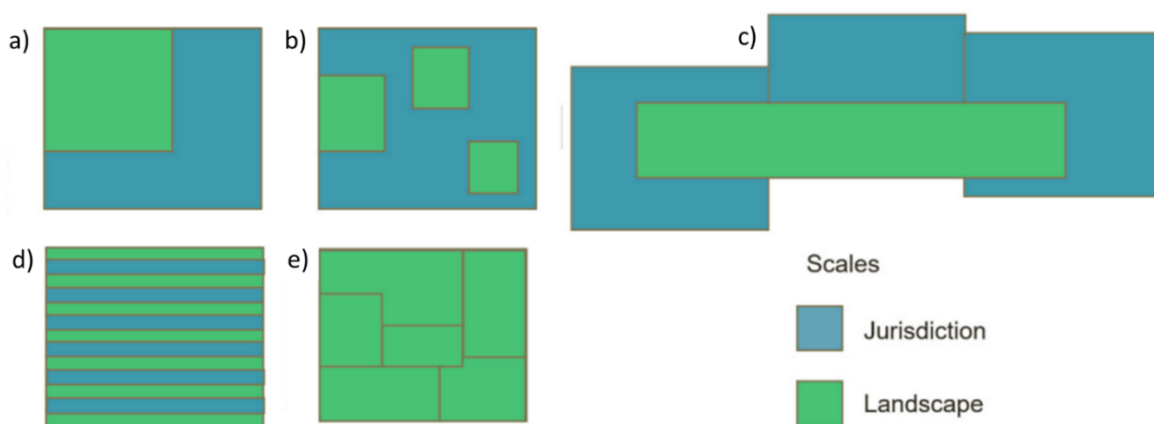 a)
b)
c)
d)
e)
Scales
Jurisdiction
Landscape